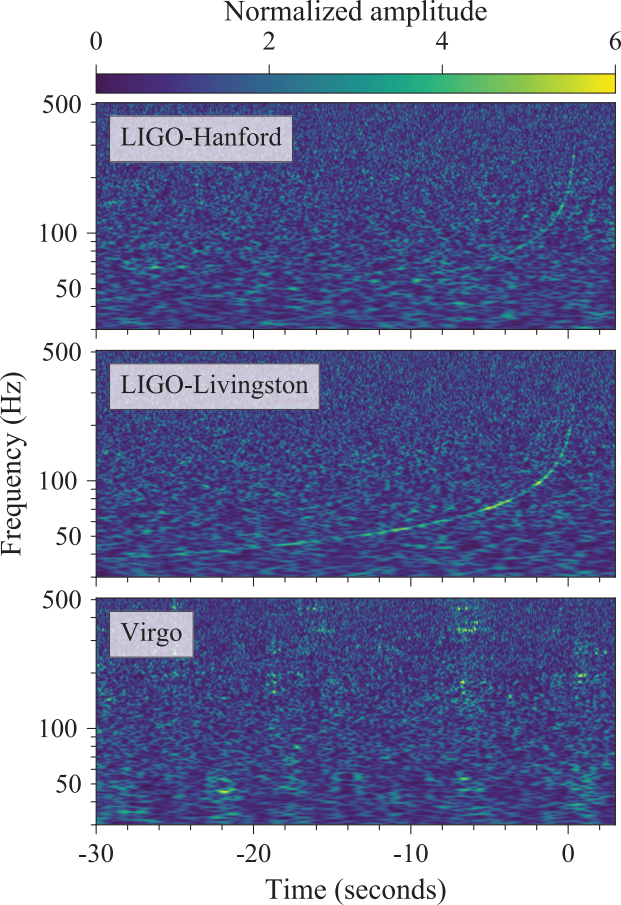 Normalized amplitude
0 2 4 6
500
LIGO-Hanford
100
50
500
LIGO-Livingston
100
50
Frequency (Hz)
500
Virgo
100
50
-30 -20 -10 0
Time (seconds)